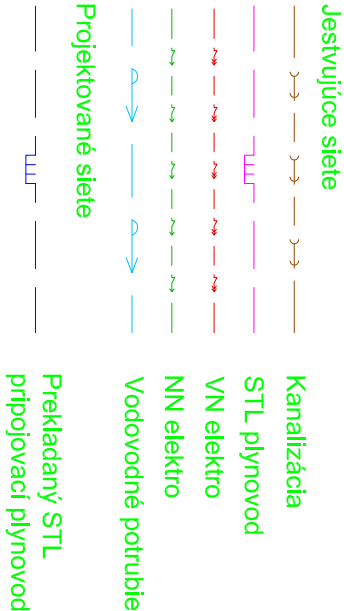 Jestvujúce siete
Kanalizácia
STL plynovod
VN elektro
NN elektro
Vodovodné potrubie
Projektované siete
Prekladaný STL
pripojovací plynovod